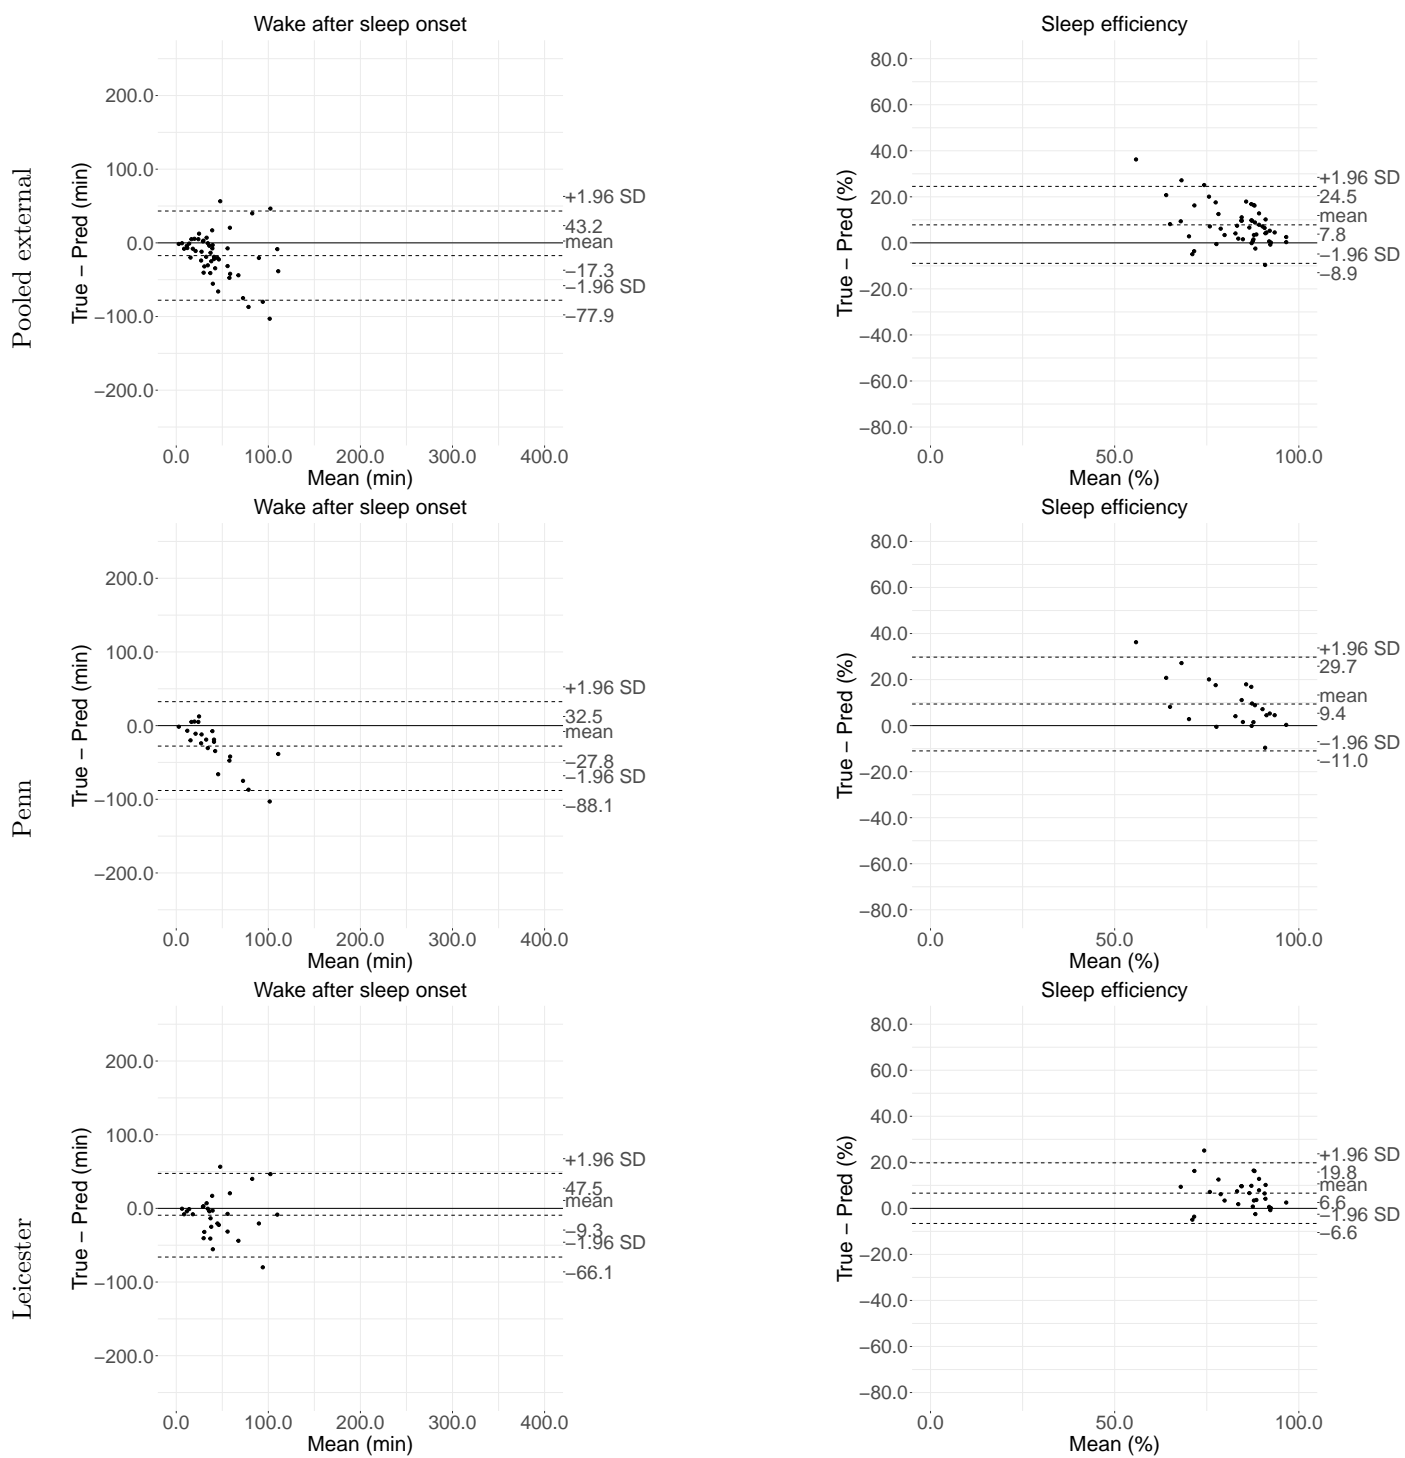 Pooled external
Wake after sleep onset
True − Pred (min)
200.0
100.0
0.0
−100.0
−200.0
+1.96 SD
43.2
mean
−17.3
−1.96 SD
−77.9
0.0 100.0 200.0 300.0 400.0
Mean (min)
Sleep efficiency
True − Pred (%)
80.0
60.0
40.0
20.0
0.0
−20.0
−40.0
−60.0
−80.0
+1.96 SD
24.5
mean
7.8
−1.96 SD
−8.9
0.0 50.0 100.0
Mean (%)
Penn
Wake after sleep onset
True − Pred (min)
200.0
100.0
0.0
−100.0
−200.0
+1.96 SD
32.5
mean
−27.8
−1.96 SD
−88.1
0.0 100.0 200.0 300.0 400.0
Mean (min)
Sleep efficiency
True − Pred (%)
80.0
60.0
40.0
20.0
0.0
−20.0
−40.0
−60.0
−80.0
+1.96 SD
29.7
mean
9.4
−1.96 SD
−11.0
0.0 50.0 100.0
Mean (%)
Leicester
Wake after sleep onset
True − Pred (min)
200.0
100.0
0.0
−100.0
−200.0
+1.96 SD
47.5
mean
−9.3
−1.96 SD
−66.1
0.0 100.0 200.0 300.0 400.0
Mean (min)
Sleep efficiency
True − Pred (%)
80.0
60.0
40.0
20.0
0.0
−20.0
−40.0
−60.0
−80.0
+1.96 SD
19.8
mean
6.6
−1.96 SD
−6.6
0.0 50.0 100.0
Mean (%)